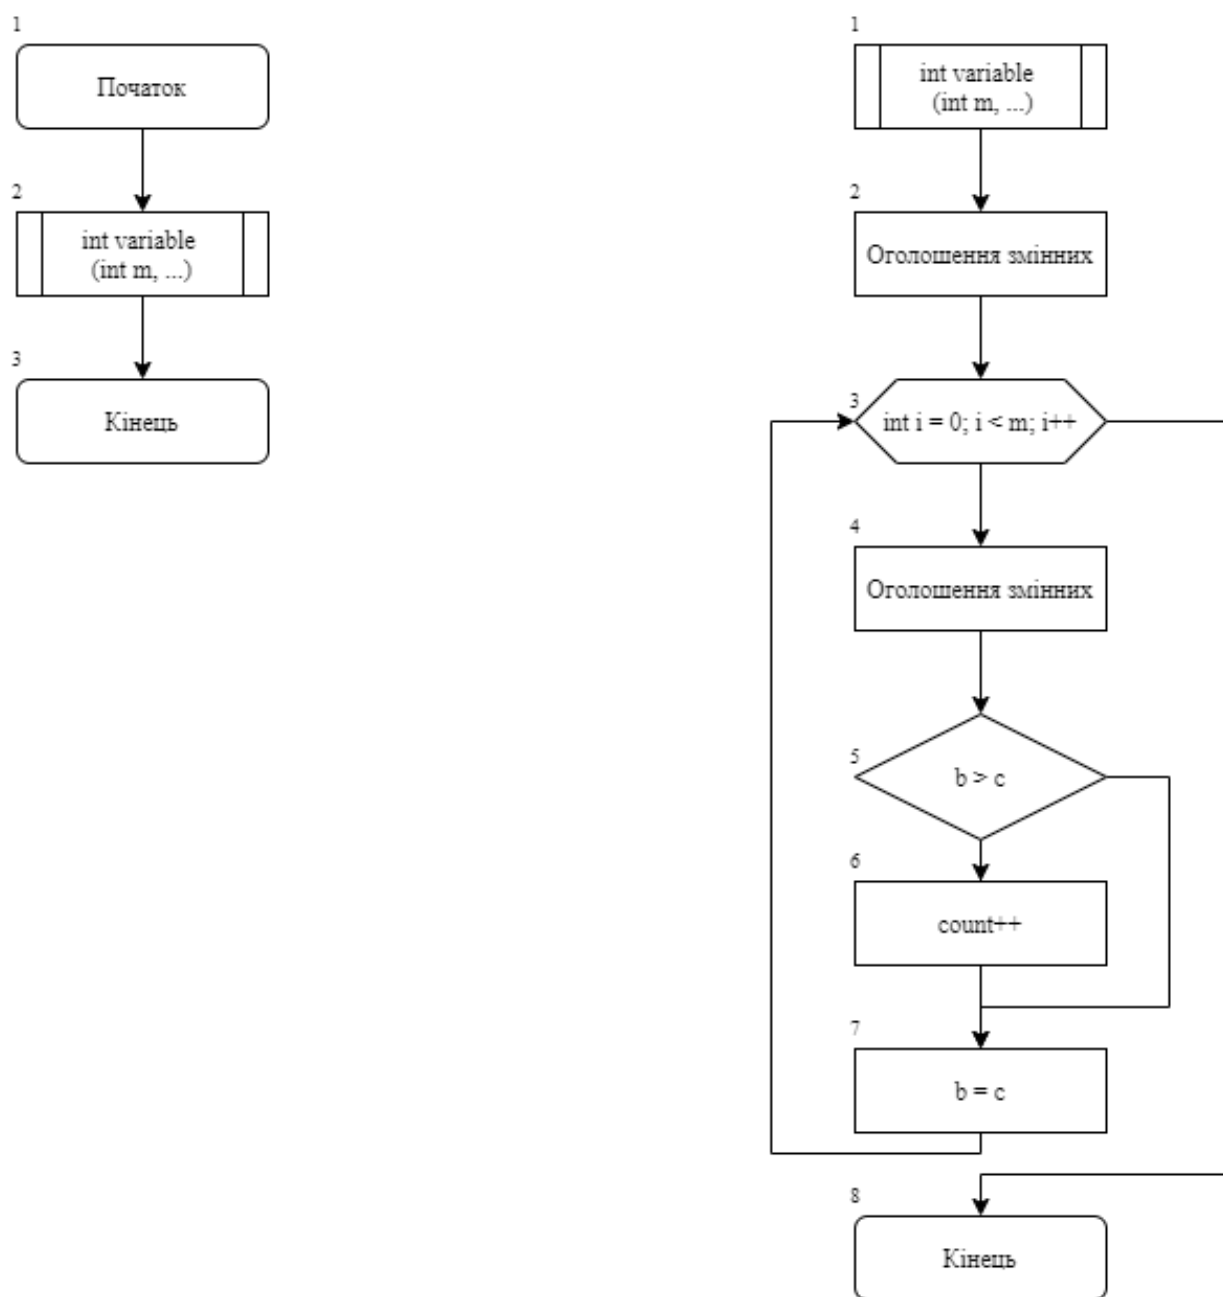 1
Початок
2
int variable
(int m, ...)
3
Кінець
1
int variable
(int m, ...)
2
Оголошення змінних
3
int i = 0; i < m; i++
4
Оголошення змінних
5
b > c
6
count++
7
b = c
8
Кінець